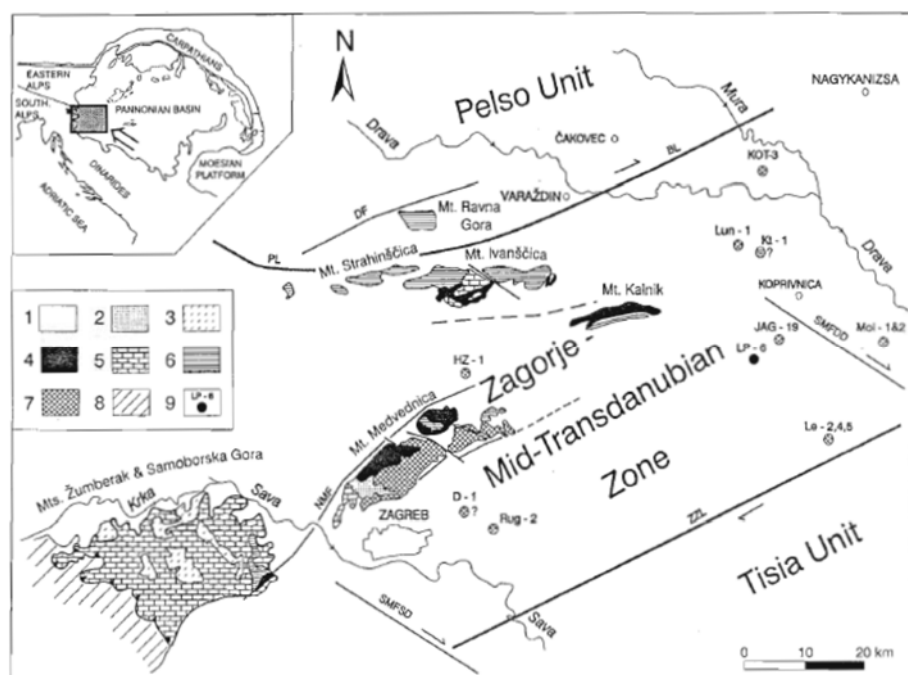 CARPATHIANS
EASTERN
ALPS
SOUTH.
ALPS
PANNONIAN BASIN
DINARIDES
ADRIATIC SEA
MOESIAN
PLATFORM
N
Pelso Unit
NAGYKANIZSA
Mura
Drava
ČAKOVEC
BL
KOT-3
VARAŽDIN
Mt. Ravna
Gora
DF
PL
Mt. Strahinščica
Mt. Ivanščica
Lun - 1
Kt - 1
?
Drava
KOPRIVNICA
Mt. Kalnik
SMFDD
Mol - 1&2
JAG - 19
LP - 6
1
2
3
4
5
6
7
8
9
LP - 6
HZ - 1
Zagorje -
Mid-Transdanubian
Zone
Mt. Medvednica
Le - 2,4,5
Mts. Žumberak & Samoborska Gora
Krka
Sava
NMF
D - 1
?
ZAGREB
Rug - 2
ZZL
Tisia Unit
SMFSD
Sava
0 10 20 km